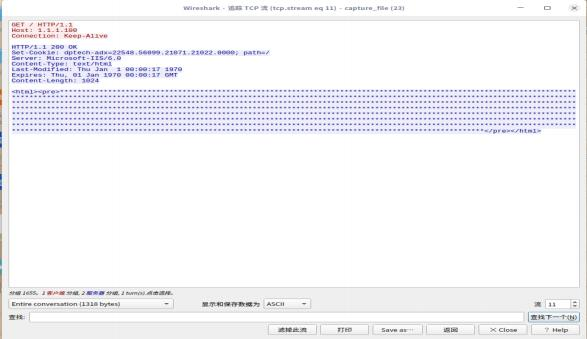 Wireshark · 追踪 TCP 流 (tcp.stream eq 11) · capture_file (23)
GET / HTTP/1.1
Host: 1.1.1.100
Connection: Keep-Alive
HTTP/1.1 200 OK
Set-Cookie: dptech-adx=22548.56099.21071.21022.0000; path=/
Server: Microsoft-IIS/6.0
Content-Type: text/html
Last-Modified: Thu Jan  1 00:00:17 1970
Expires: Thu, 01 Jan 1970 00:00:17 GMT
Content-Length: 1024
<html><pre>
</pre></html>
分组 1655。1 客户端 分组, 2 服务器 分组, 1 turn(s).点击选择。
Entire conversation (1318 bytes) 显示和保存数据为 ASCII 流 11
查找: 查找下一个(N)
滤掉此流 打印 Save as… 返回 Close ? Help